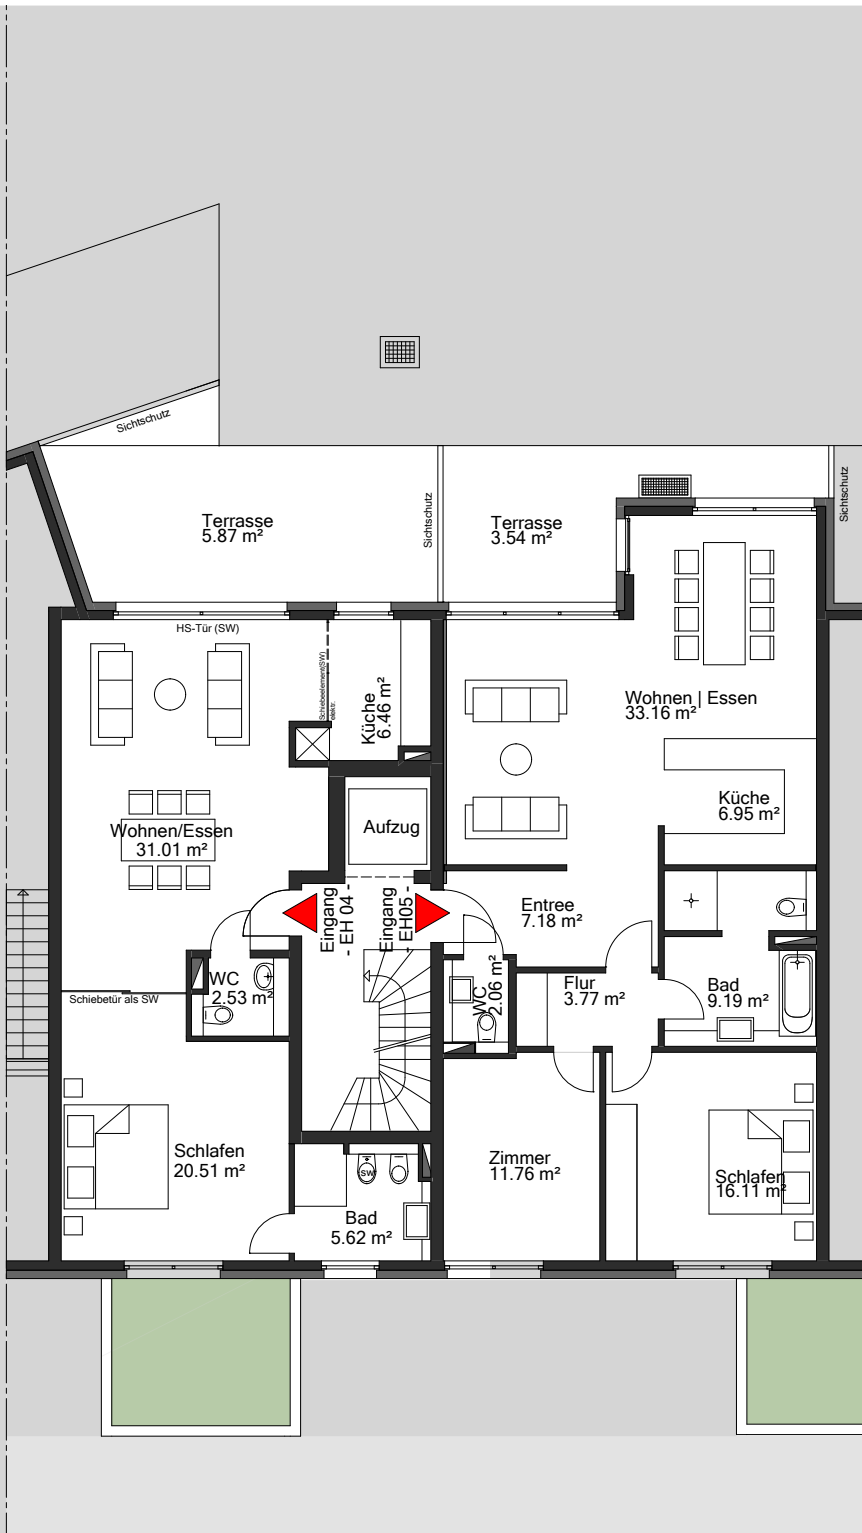 Sichtschutz
Terrasse
5.87 m²
Sichtschutz
Terrasse
3.54 m²
Sichtschutz
HS-Tür (SW)
Schiebeelement(SW)
elektr.
Küche
6.46 m²
Wohnen | Essen
33.16 m²
Küche
6.95 m²
Wohnen/Essen
31.01 m²
Aufzug
Eingang
- EH 04 -
Eingang
- EH05 -
Entree
7.18 m²
WC
2.53 m²
WC
2.06 m²
Flur
3.77 m²
Bad
9.19 m²
Schiebetür als SW
Schlafen
20.51 m²
SW
Bad
5.62 m²
Zimmer
11.76 m²
Schlafen
16.11 m²